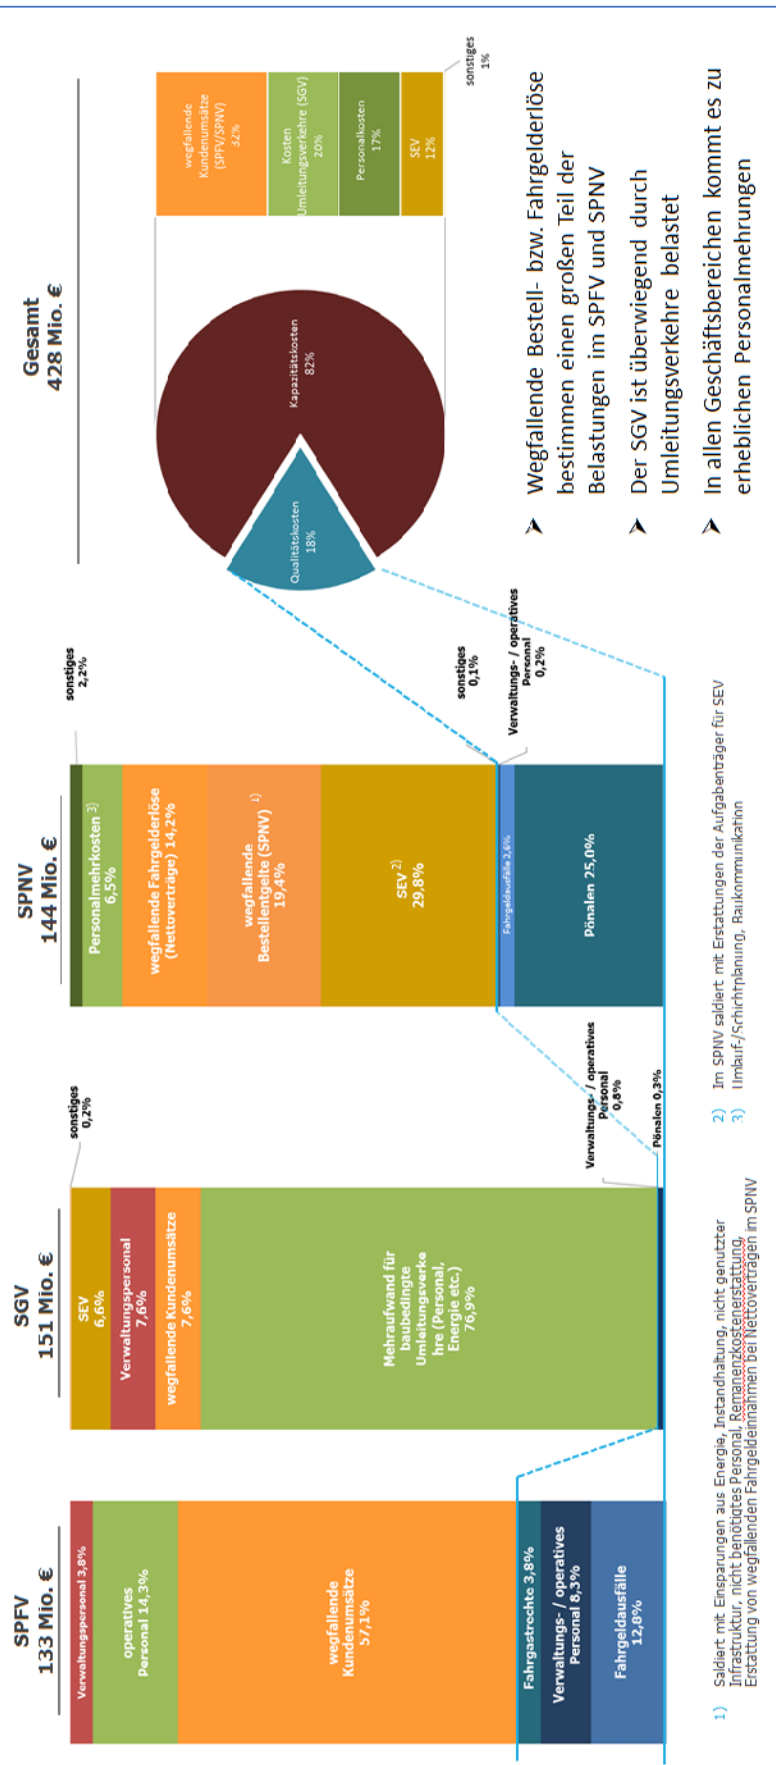 SPFV
133 Mio. €
Verwaltungspersonal 3,8%
operatives
Personal 14,3%
wegfallende
Kundenumsätze
57,1%
Fahrgastrechte 3,8%
Verwaltungs- / operatives
Personal 8,3%
Fahrgeldausfälle
12,8%
SGV
151 Mio. €
sonstiges
0,2%
SEV
6,6%
Verwaltungspersonal
7,6%
wegfallende Kundenumsätze
7,6%
Mehraufwand für
baubedingte
Umleitungsverke
hre (Personal,
Energie etc.)
76,9%
Verwaltungs- / operatives
Personal
0,8%
Pönalen 0,3%
SPNV
144 Mio. €
sonstiges
2,2%
Personalmehrkosten 3)
6,5%
wegfallende Fahrgelderlöse
(Nettoverträge) 14,2%
wegfallende
Bestellentgelte (SPNV) 1)
19,4%
SEV 2)
29,8%
sonstiges
0,1%
Verwaltungs- / operatives
Personal
0,2%
Fahrgeldausfälle 2,6%
Pönalen 25,0%
Gesamt
428 Mio. €
Qualitätskosten
18%
Kapazitätskosten
82%
wegfallende
Kundenumsätze
(SPFV/SPNV)
32%
Kosten
Umleitungsverkehre (SGV)
20%
Personalkosten
17%
SEV
12%
sonstiges
1%
➢ Wegfallende Bestell- bzw. Fahrgelderlöse
bestimmen einen großen Teil der
Belastungen im SPFV und SPNV
➢ Der SGV ist überwiegend durch
Umleitungsverkehre belastet
➢ In allen Geschäftsbereichen kommt es zu
erheblichen Personalmehrungen
1) Saldiert mit Einsparungen aus Energie, Instandhaltung, nicht genutzter
Infrastruktur, nicht benötigtes Personal, Remanenzkostenerstattung,
Erstattung von wegfallenden Fahrgeldeinnahmen bei Nettoverträgen im SPNV
2) Im SPNV saldiert mit Erstattungen der Aufgabenträger für SEV
3) Umlauf-/Schichtplanung, Baukommunikation